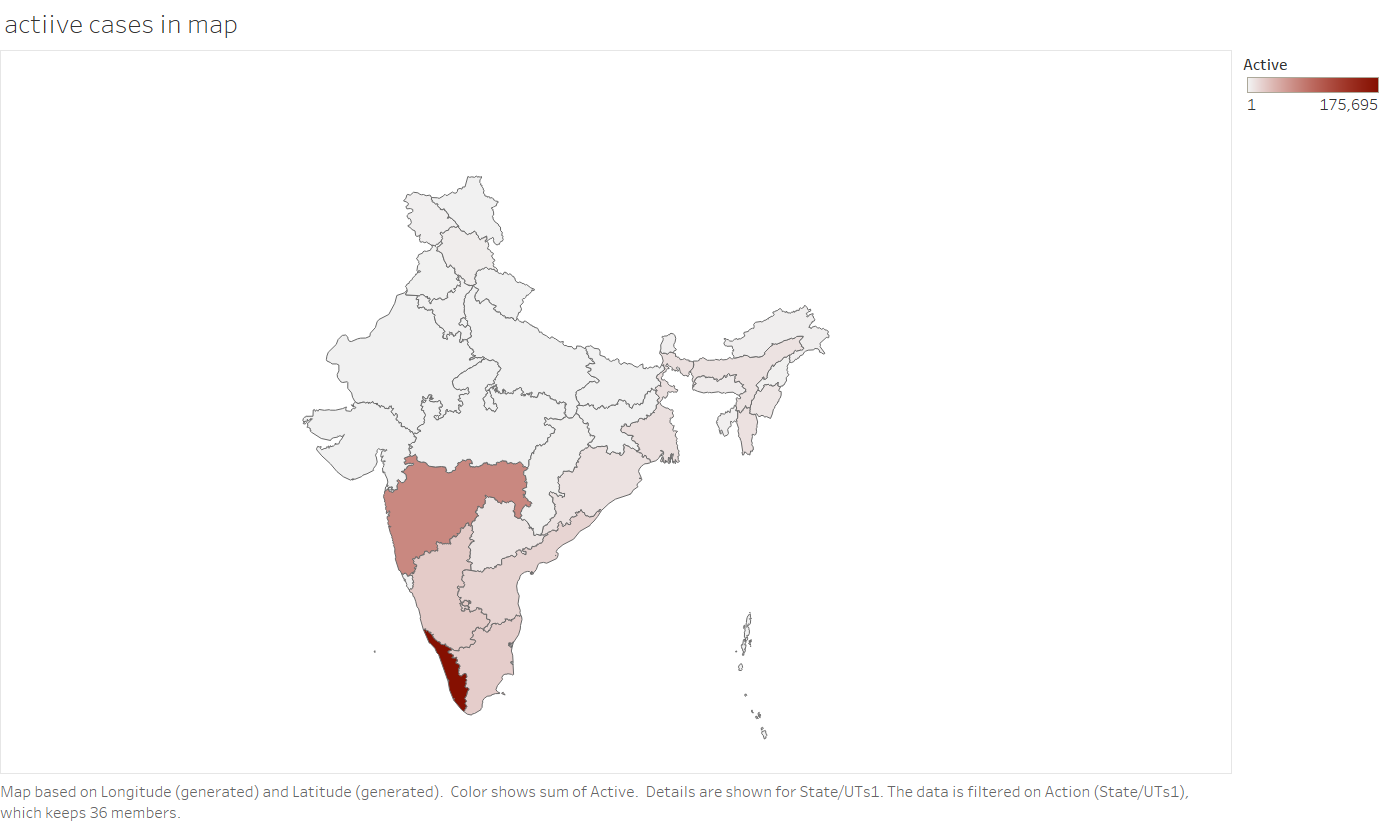 actiive cases in map
Active
1 175,695
Map based on Longitude (generated) and Latitude (generated).  Color shows sum of Active.  Details are shown for State/UTs1. The data is filtered on Action (State/UTs1),
which keeps 36 members.